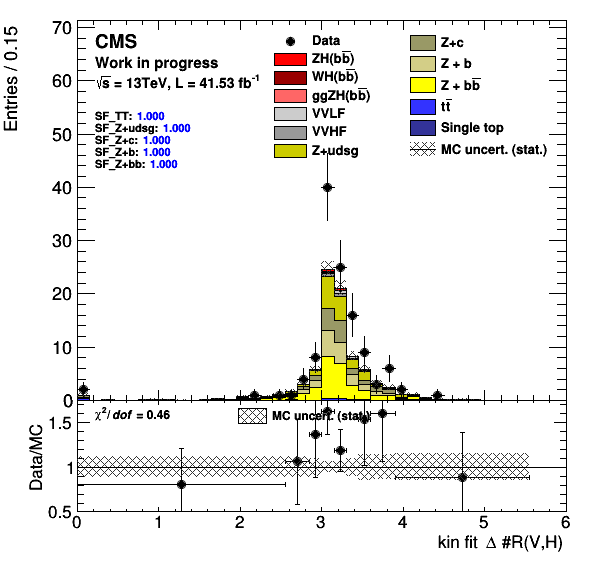 Entries / 0.15
70
60
50
40
30
20
10
0
CMS
Work in progress
√s = 13TeV, L = 41.53 fb⁻¹
SF_TT: 1.000
SF_Z+udsg: 1.000
SF_Z+c: 1.000
SF_Z+b: 1.000
SF_Z+bb: 1.000
Data
ZH(bb̅)
WH(bb̅)
ggZH(bb̅)
VVLF
VVHF
Z+udsg
Z+c
Z + b
Z + bb̅
tt̅
Single top
MC uncert. (stat.)
χ²/dof = 0.46
MC uncert. (stat.)
Data/MC
1.5
1
0.5
0 1 2 3 4 5 6
kin fit Δ #R(V,H)